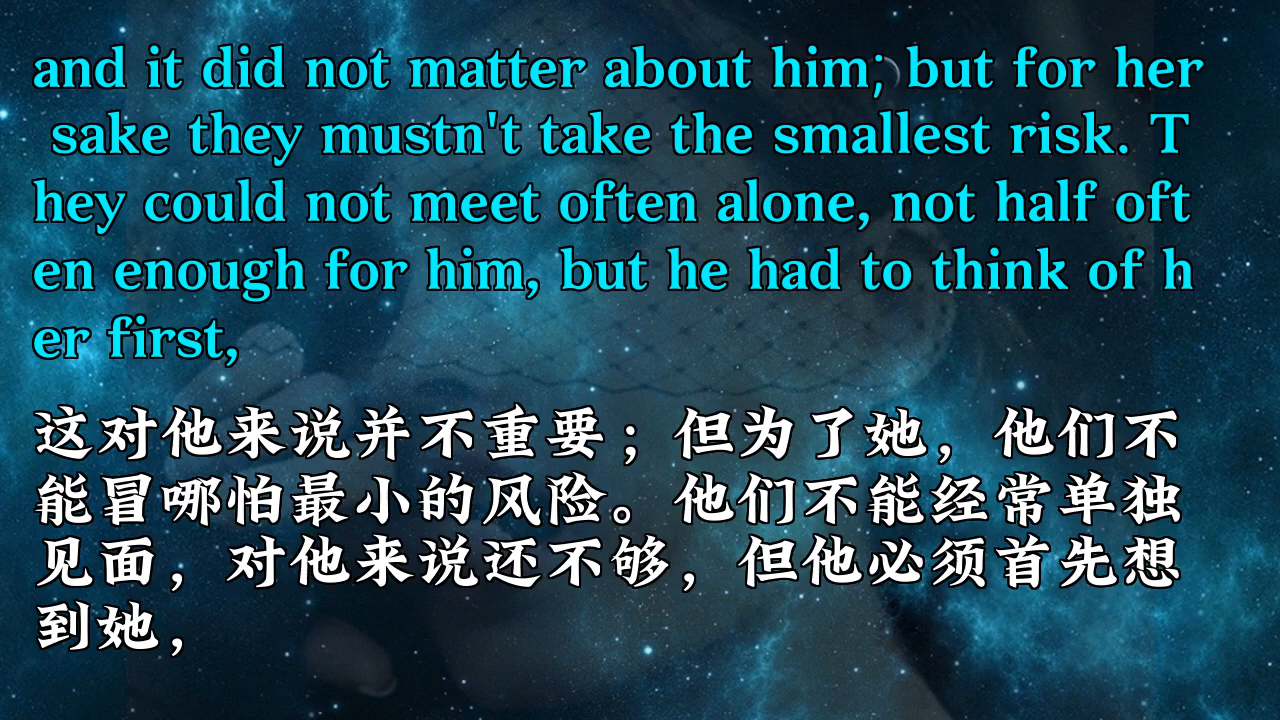 and it did not matter about him; but for her
sake they mustn't take the smallest risk. T
hey could not meet often alone, not half oft
en enough for him, but he had to think of h
er first,
这对他来说并不重要；但为了她，他们不
能冒哪怕最小的风险。他们不能经常单独
见面，对他来说还不够，但他必须首先想
到她，